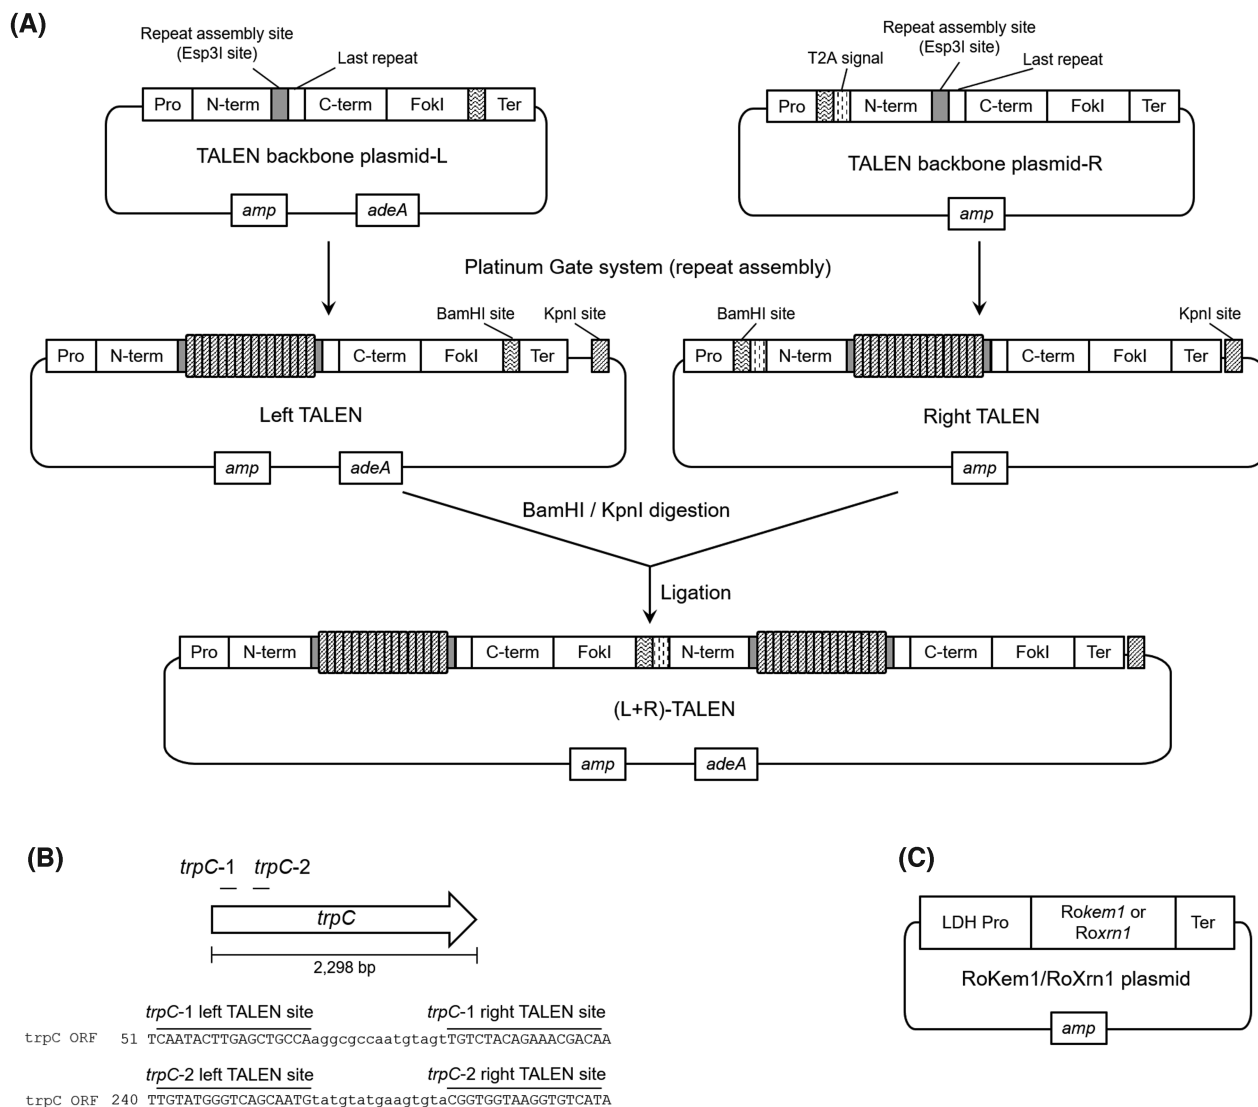 (A)
Repeat assembly site
(Esp3I site)
Last repeat
Pro N-term C-term FokI Ter
TALEN backbone plasmid-L
amp adeA
Repeat assembly site
(Esp3I site)
T2A signal
Last repeat
Pro N-term C-term FokI Ter
TALEN backbone plasmid-R
amp
Platinum Gate system (repeat assembly)
BamHI site KpnI site
Pro N-term C-term FokI Ter
Left TALEN
amp adeA
BamHI site KpnI site
Pro N-term C-term FokI Ter
Right TALEN
amp
BamHI / KpnI digestion
Ligation
Pro N-term C-term FokI N-term C-term FokI Ter
(L+R)-TALEN
amp adeA
(B)
trpC-1 trpC-2
trpC
2,298 bp
trpC-1 left TALEN site trpC-1 right TALEN site
trpC ORF 51 TCAATACTTGAGCTGCCAaggcgccaatgtagtTGTCTACAGAAACGACAA
trpC-2 left TALEN site trpC-2 right TALEN site
trpC ORF 240 TTGTATGGGTCAGCAATGtatgtatgaagtgtaCGGTGGTAAGGTGTCATA
(C)
LDH Pro Rokem1 or Ter
Roxrn1
RoKem1/RoXrn1 plasmid
amp